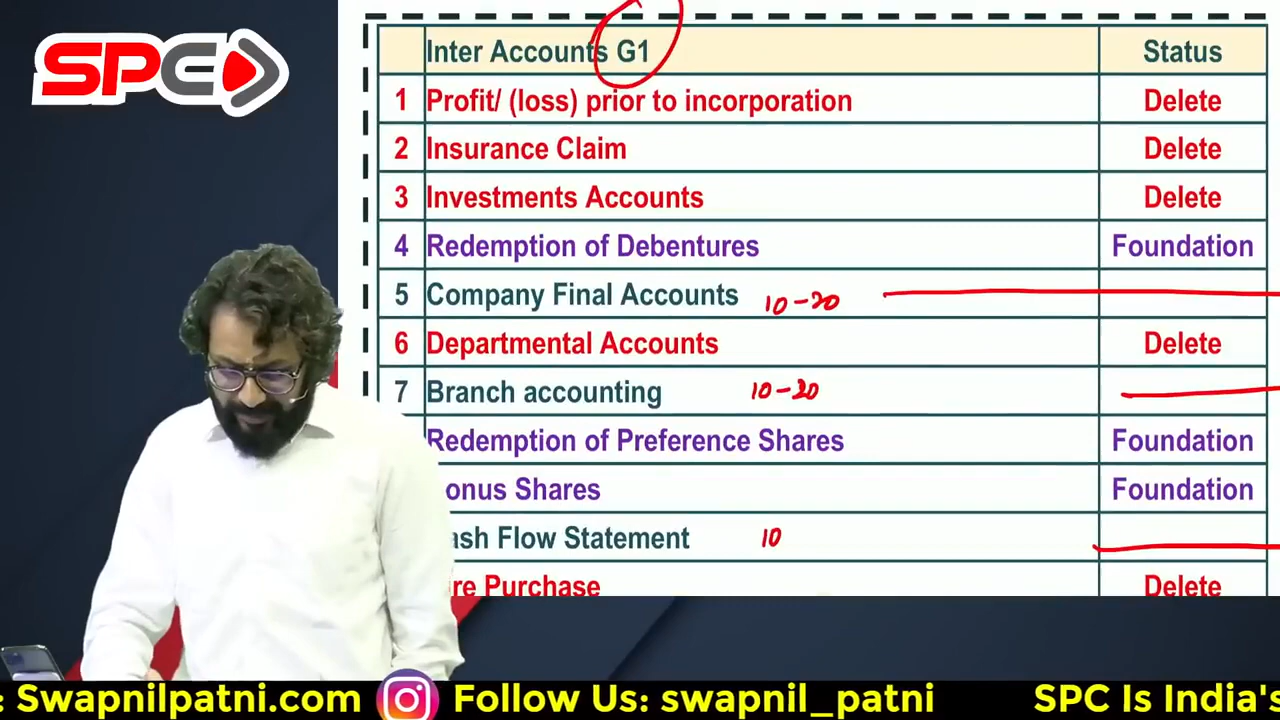 SPC
Inter Accounts G1 Status
1 Profit/ (loss) prior to incorporation Delete
2 Insurance Claim Delete
3 Investments Accounts Delete
4 Redemption of Debentures Foundation
5 Company Final Accounts 10-20
6 Departmental Accounts Delete
7 Branch accounting 10-20
Redemption of Preference Shares Foundation
onus Shares Foundation
ash Flow Statement 10
re Purchase Delete
: Swapnilpatni.com Follow Us: swapnil_patni SPC Is India's